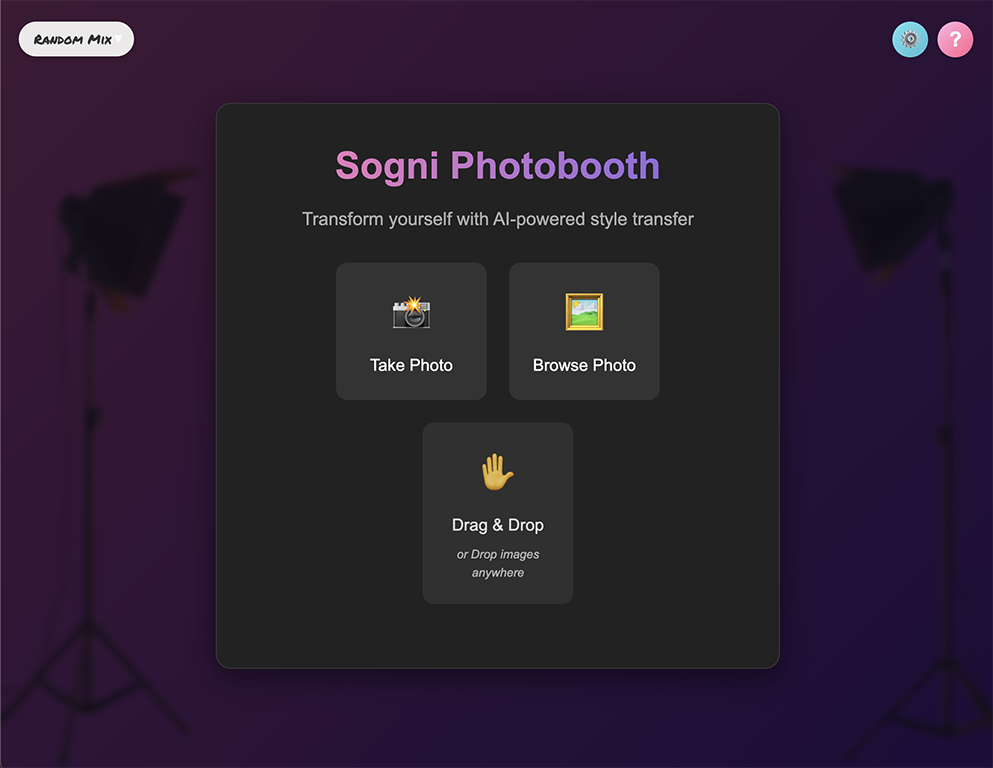 Random Mix
?
Sogni Photobooth
Transform yourself with AI-powered style transfer
Take Photo
Browse Photo
Drag & Drop
or Drop images
anywhere